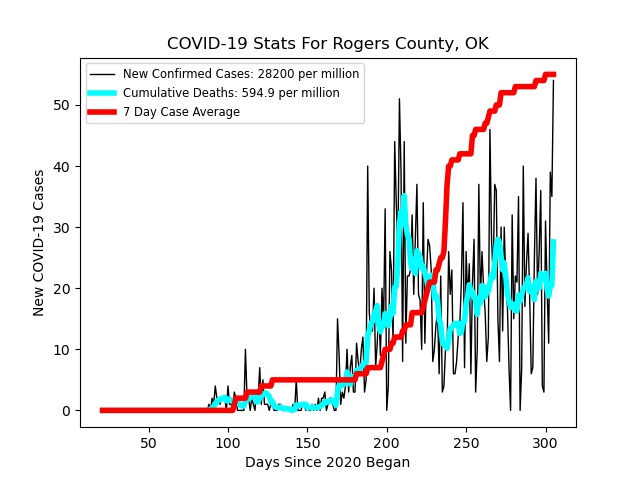 COVID-19 Stats For Rogers County, OK
New Confirmed Cases: 28200 per million
Cumulative Deaths: 594.9 per million
7 Day Case Average
New COVID-19 Cases
50
40
30
20
10
0
50 100 150 200 250 300
Days Since 2020 Began